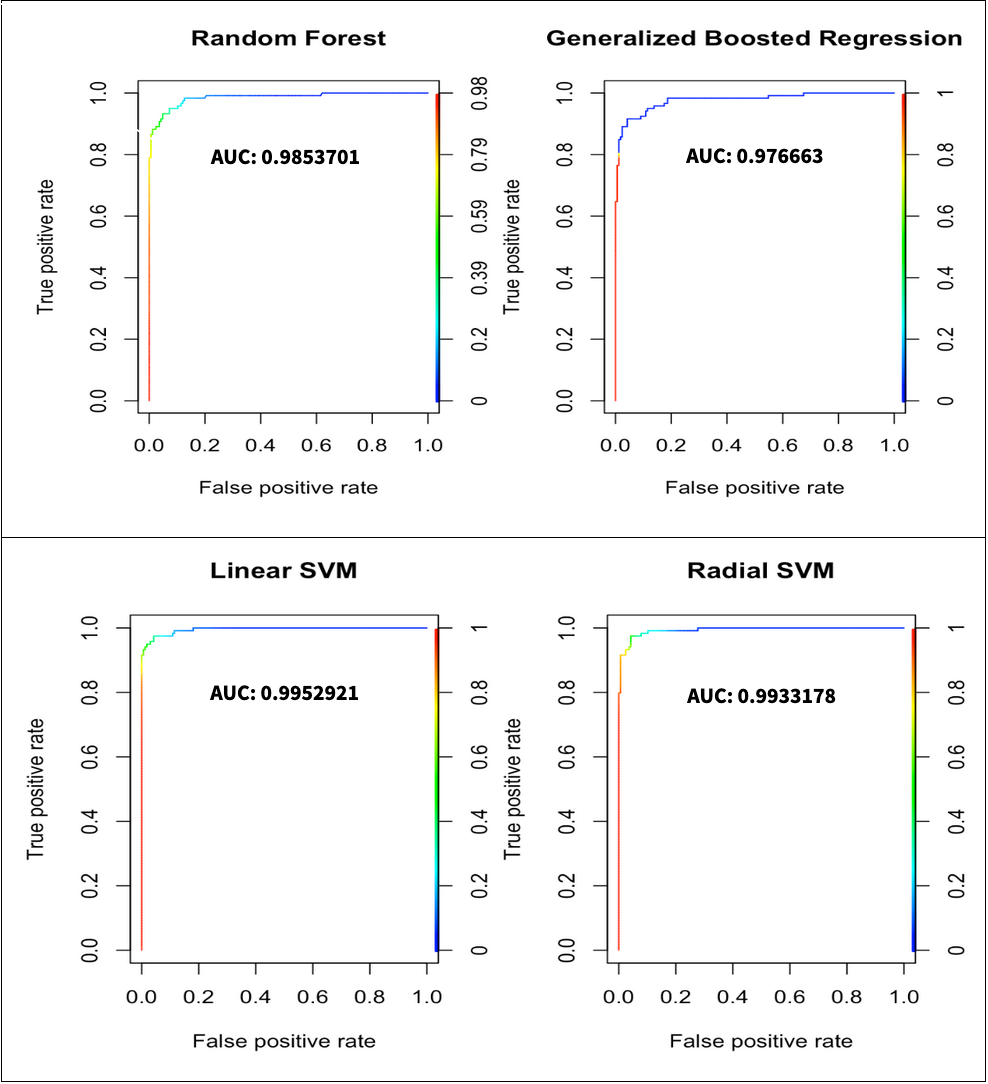 Random Forest
Generalized Boosted Regression
True positive rate
0.0 0.2 0.4 0.6 0.8 1.0
AUC: 0.9853701
0 0.2 0.39 0.59 0.79 0.98
0.0 0.2 0.4 0.6 0.8 1.0
False positive rate
True positive rate
0.0 0.2 0.4 0.6 0.8 1.0
AUC: 0.976663
0 0.2 0.4 0.6 0.8 1
0.0 0.2 0.4 0.6 0.8 1.0
False positive rate
Linear SVM
Radial SVM
True positive rate
0.0 0.2 0.4 0.6 0.8 1.0
AUC: 0.9952921
0 0.2 0.4 0.6 0.8 1
0.0 0.2 0.4 0.6 0.8 1.0
False positive rate
True positive rate
0.0 0.2 0.4 0.6 0.8 1.0
AUC: 0.9933178
0 0.2 0.4 0.6 0.8 1
0.0 0.2 0.4 0.6 0.8 1.0
False positive rate